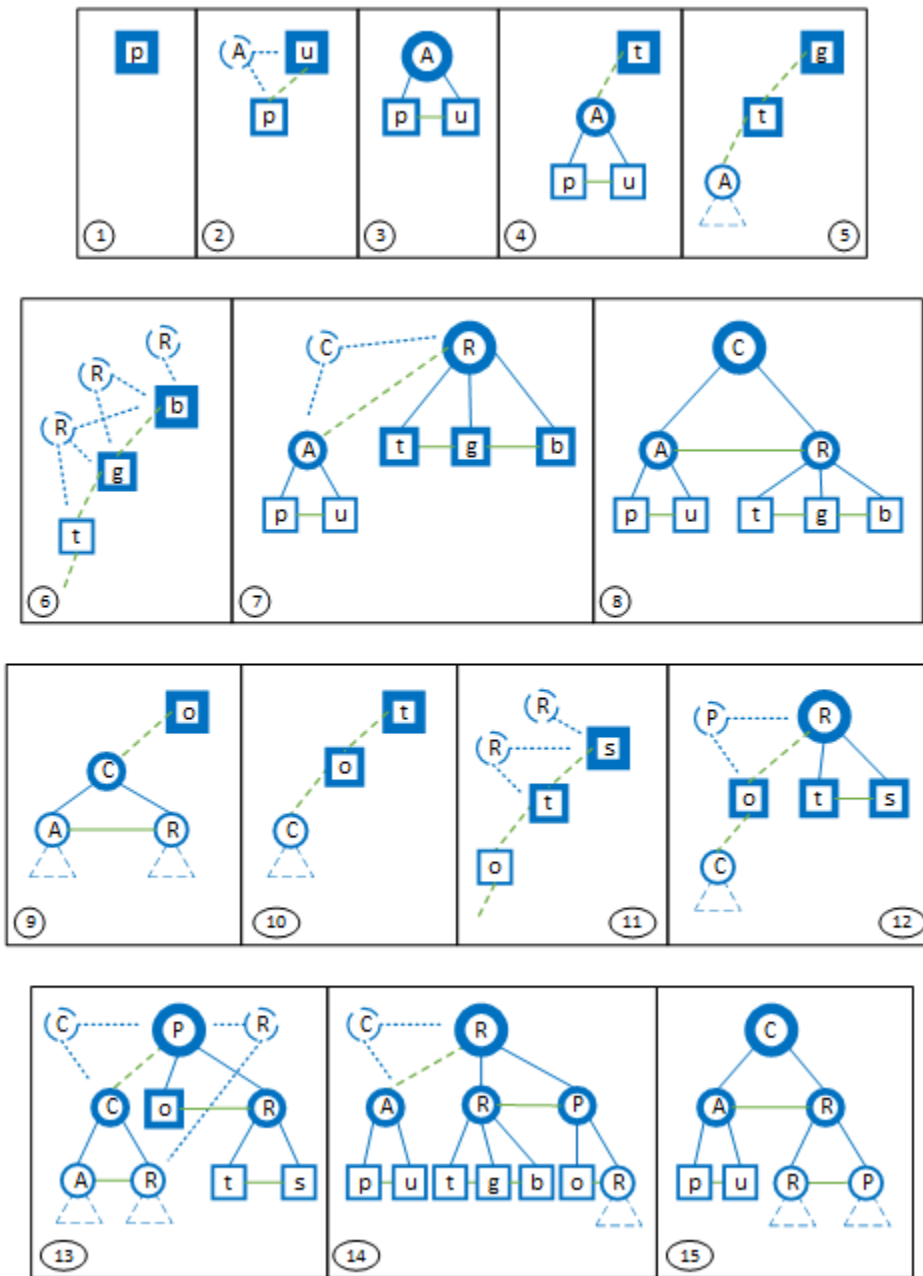 p
A u
p
A
p u
t
A
p u
g
t
A
1 2 3 4 5
R
R b
R g
t
C R
A t g b
p u
C
A R
p u t g b
6 7 8
o
C
A R
t
o
C
R
R s
t
o
P R
o t s
C
9 10 11 12
C P R
C o R
A R t s
C R
A R P
p u t g b o R
C
A R
p u R P
13 14 15